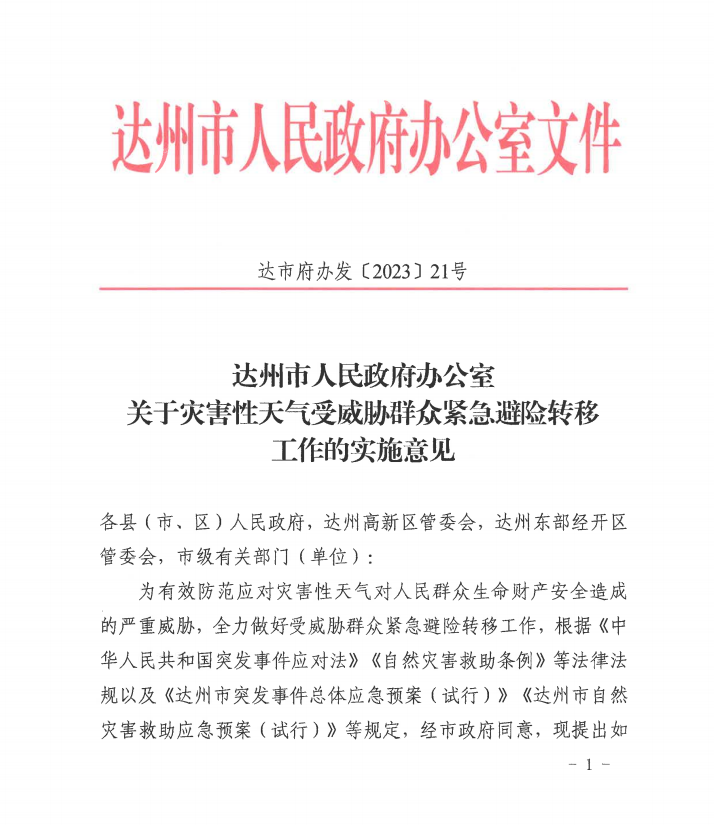 达州市人民政府办公室文件
达市府办发〔2023〕21号
达州市人民政府办公室
关于灾害性天气受威胁群众紧急避险转移
工作的实施意见
各县（市、区）人民政府，达州高新区管委会，达州东部经开区
管委会，市级有关部门（单位）：
为有效防范应对灾害性天气对人民群众生命财产安全造成
的严重威胁，全力做好受威胁群众紧急避险转移工作，根据《中
华人民共和国突发事件应对法》《自然灾害救助条例》等法律法
规以及《达州市突发事件总体应急预案（试行）》《达州市自然
灾害救助应急预案（试行）》等规定，经市政府同意，现提出如
－ 1 －